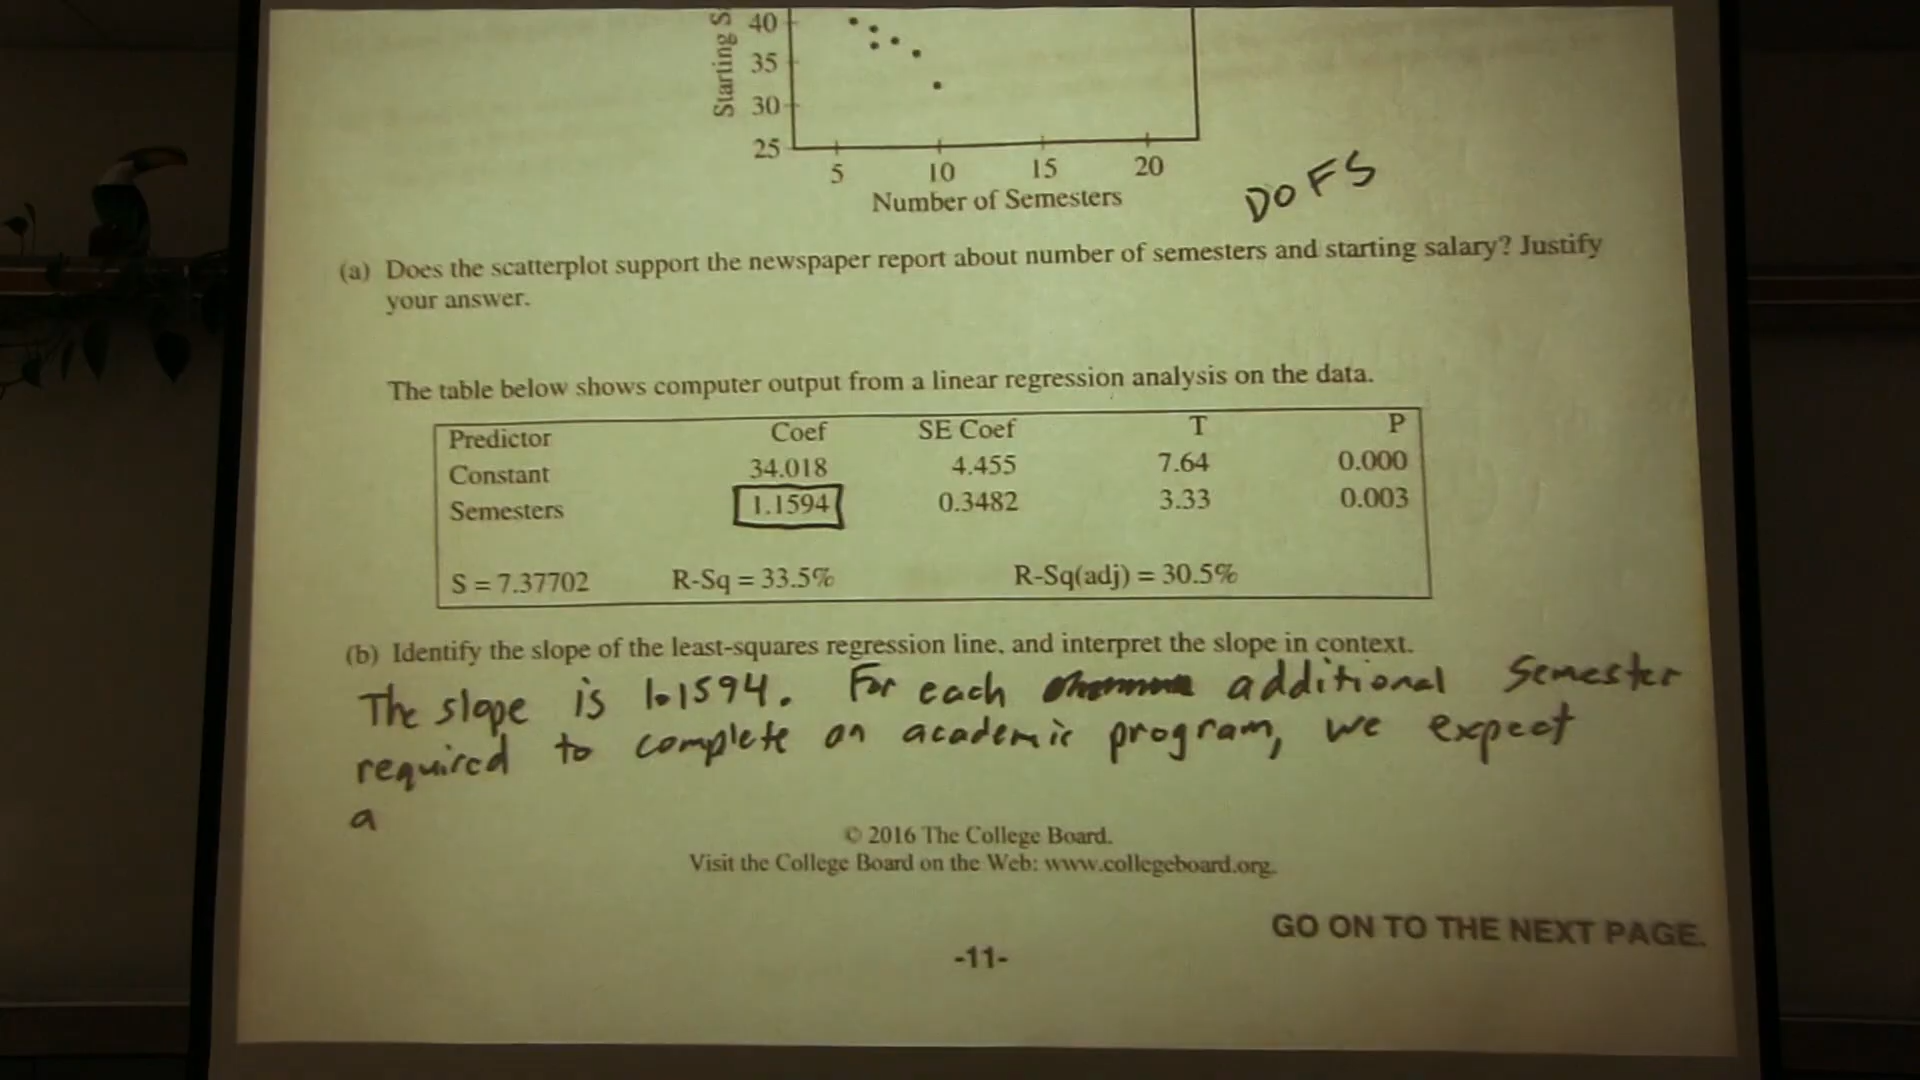 40
35
30
25
Starting S
5 10 15 20
Number of Semesters
DOFS
(a) Does the scatterplot support the newspaper report about number of semesters and starting salary? Justify
your answer.
The table below shows computer output from a linear regression analysis on the data.
Predictor Coef SE Coef T P
Constant 34.018 4.455 7.64 0.000
Semesters 1.1594 0.3482 3.33 0.003
S = 7.37702 R-Sq = 33.5% R-Sq(adj) = 30.5%
(b) Identify the slope of the least-squares regression line, and interpret the slope in context.
The slope is 1.1594. For each additional semester
required to complete an academic program, we expect
a
© 2016 The College Board.
Visit the College Board on the Web: www.collegeboard.org.
GO ON TO THE NEXT PAGE.
-11-